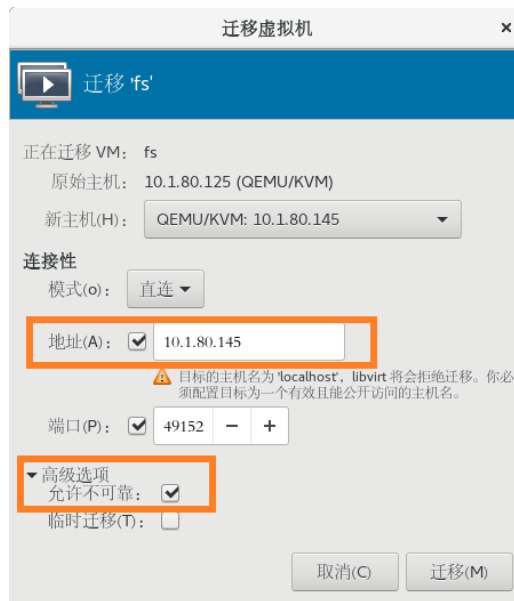 迁移虚拟机 ×
迁移 'fs'
正在迁移 VM: fs
原始主机: 10.1.80.125 (QEMU/KVM)
新主机(H): QEMU/KVM: 10.1.80.145
连接性
模式(o): 直连
地址(A): 10.1.80.145
目标的主机名为 'localhost'，libvirt 将会拒绝迁移。你必
须配置目标为一个有效且能公开访问的主机名。
端口(P): 49152 − +
高级选项
允许不可靠:
临时迁移(T):
取消(C) 迁移(M)